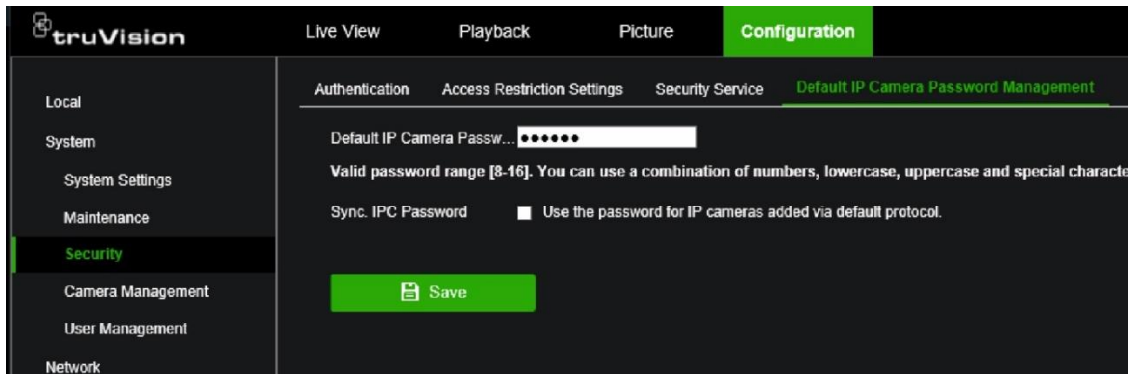 truVision
Live View Playback Picture Configuration
Authentication Access Restriction Settings Security Service Default IP Camera Password Management
Local
System
System Settings
Maintenance
Security
Camera Management
User Management
Network
Default IP Camera Passw... ••••••
Valid password range [8-16]. You can use a combination of numbers, lowercase, uppercase and special characte
Sync. IPC Password Use the password for IP cameras added via default protocol.
Save